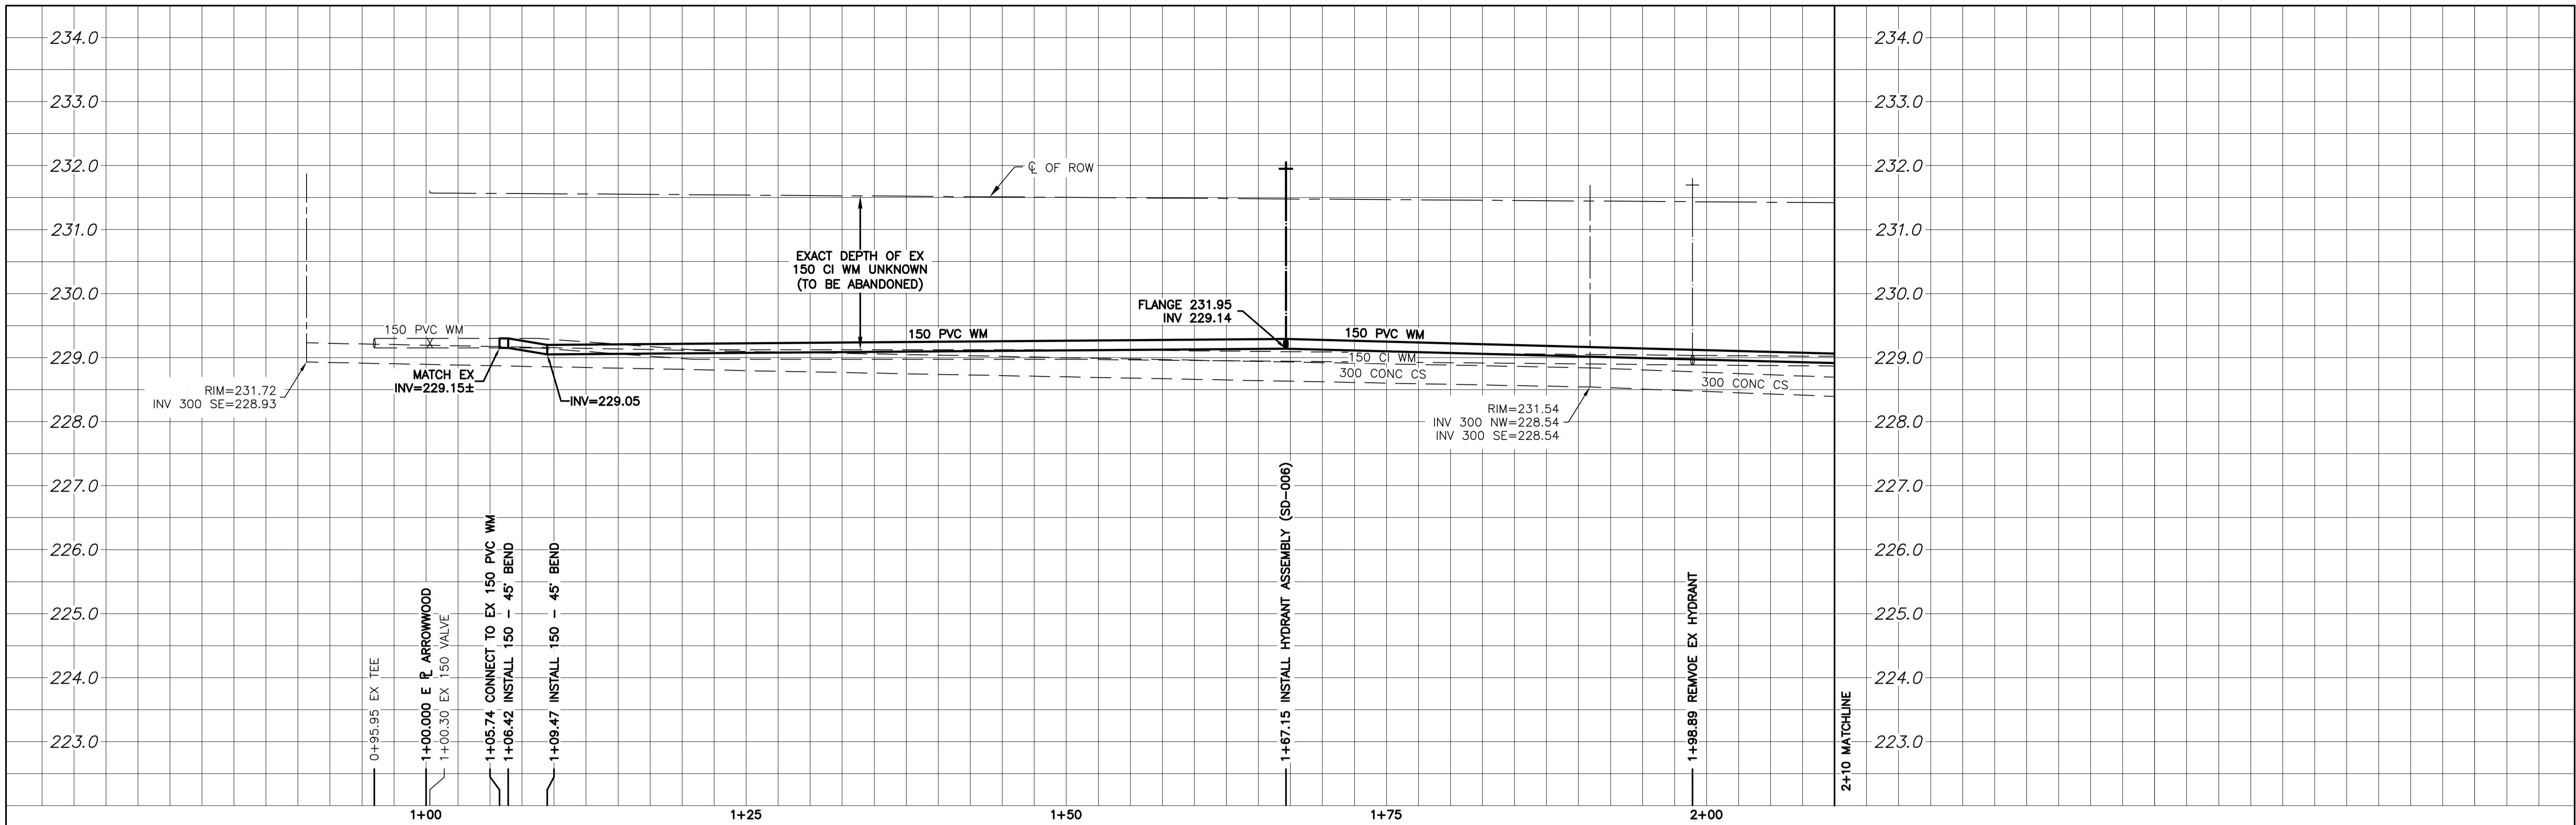 234.0
233.0
232.0
231.0
230.0
229.0
228.0
227.0
226.0
225.0
224.0
223.0
℄ OF ROW
EXACT DEPTH OF EX
150 CI WM UNKNOWN
(TO BE ABANDONED)
FLANGE 231.95
INV 229.14
150 PVC WM
150 PVC WM
150 PVC WM
150 CI WM
300 CONC CS
300 CONC CS
MATCH EX
INV=229.15±
RIM=231.72
INV 300 SE=228.93
INV=229.05
RIM=231.54
INV 300 NW=228.54
INV 300 SE=228.54
0+95.95 EX TEE
1+00.000 E PL ARROWWOOD
1+00.30 EX 150 VALVE
1+05.74 CONNECT TO EX 150 PVC WM
1+06.42 INSTALL 150 - 45° BEND
1+09.47 INSTALL 150 - 45° BEND
1+67.15 INSTALL HYDRANT ASSEMBLY (SD-006)
1+98.89 REMVOE EX HYDRANT
2+10 MATCHLINE
234.0
233.0
232.0
231.0
230.0
229.0
228.0
227.0
226.0
225.0
224.0
223.0
1+00
1+25
1+50
1+75
2+00